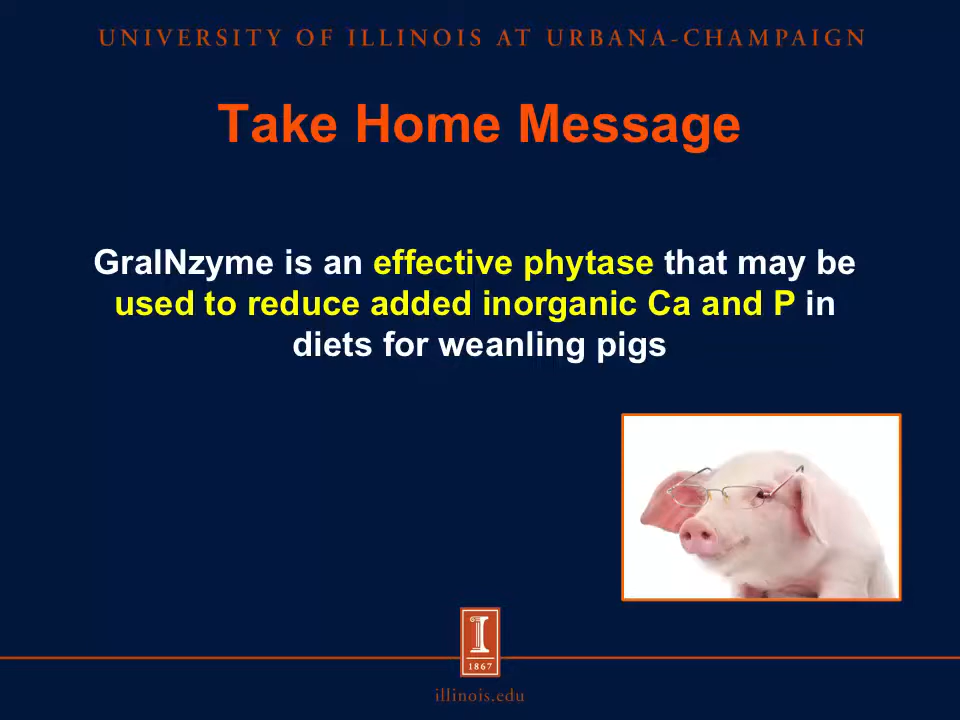 UNIVERSITY OF ILLINOIS AT URBANA-CHAMPAIGN
Take Home Message
GraINzyme is an effective phytase that may be
used to reduce added inorganic Ca and P in
diets for weanling pigs
I
1867
illinois.edu